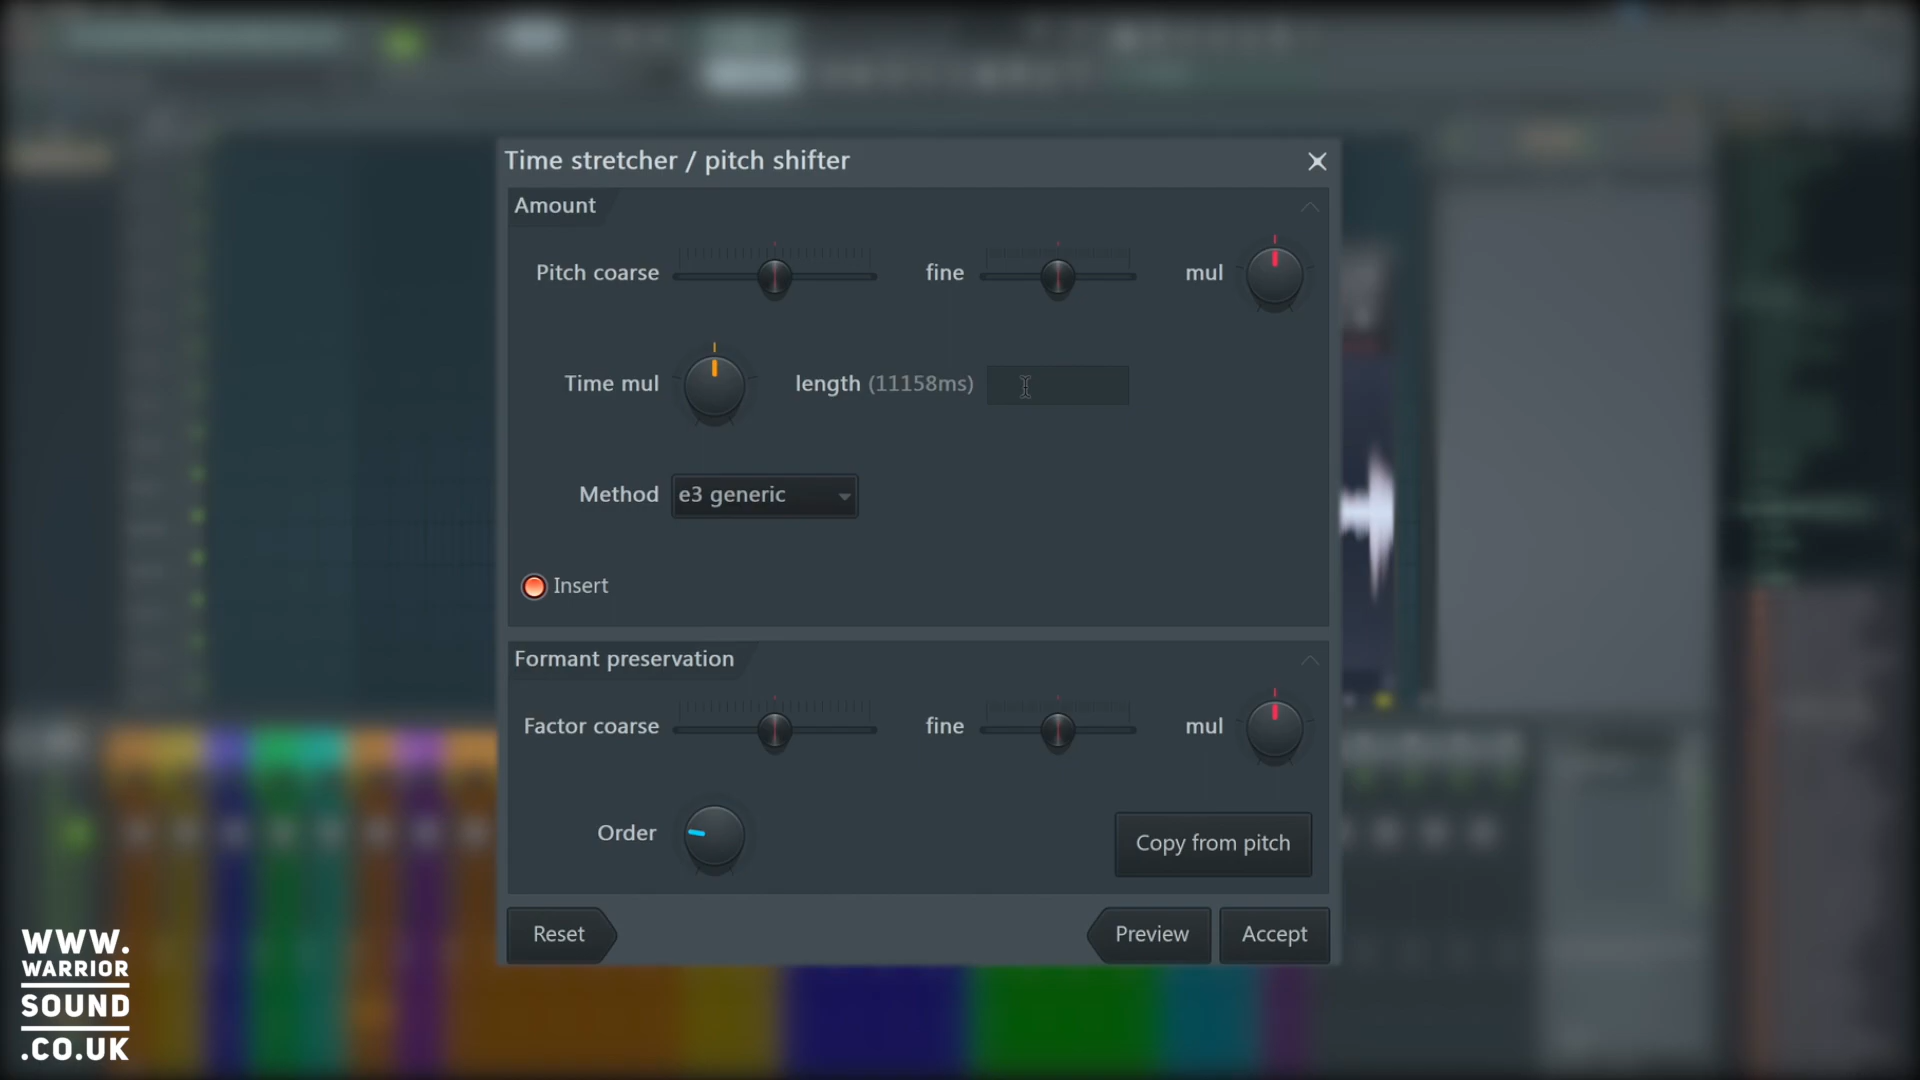 Time stretcher / pitch shifter
Amount
Pitch coarse
fine
mul
Time mul
length (11158ms)
Method
e3 generic
Insert
Formant preservation
Factor coarse
fine
mul
Order
Copy from pitch
Reset
Preview
Accept
WWW.
WARRIOR
SOUND
.CO.UK